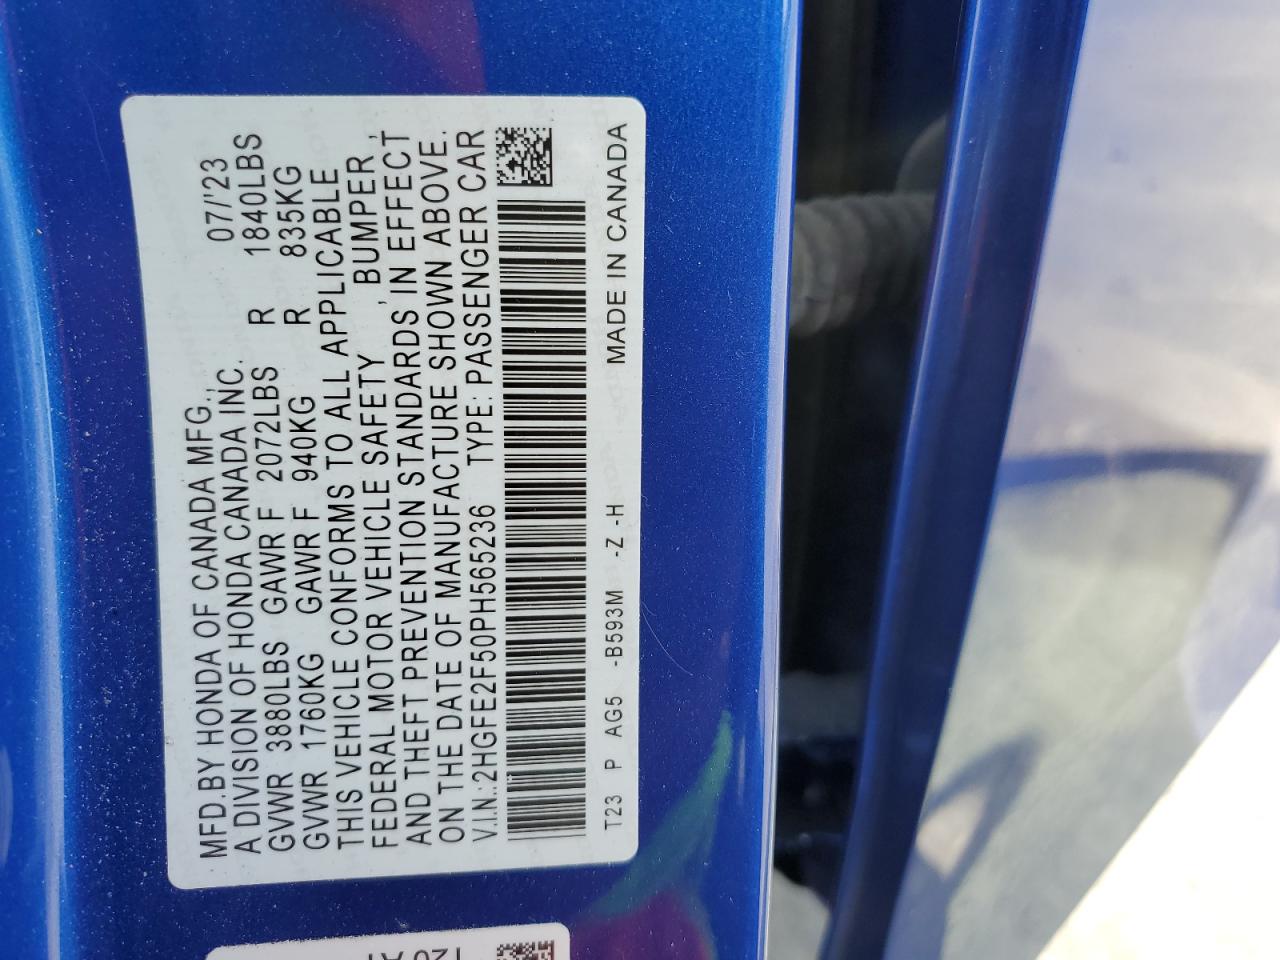 MFD.BY HONDA OF CANADA MFG., 07/'23
A DIVISION OF HONDA CANADA INC.
GVWR 3880LBS GAWR F 2072LBS R 1840LBS
GVWR 1760KG GAWR F 940KG R 835KG
THIS VEHICLE CONFORMS TO ALL APPLICABLE
FEDERAL MOTOR VEHICLE SAFETY, BUMPER,
AND THEFT PREVENTION STANDARDS IN EFFECT
ON THE DATE OF MANUFACTURE SHOWN ABOVE.
V.I.N.:2HGFE2F50PH565236 TYPE: PASSENGER CAR
T23 P AG5 -B593M -Z -H MADE IN CANADA